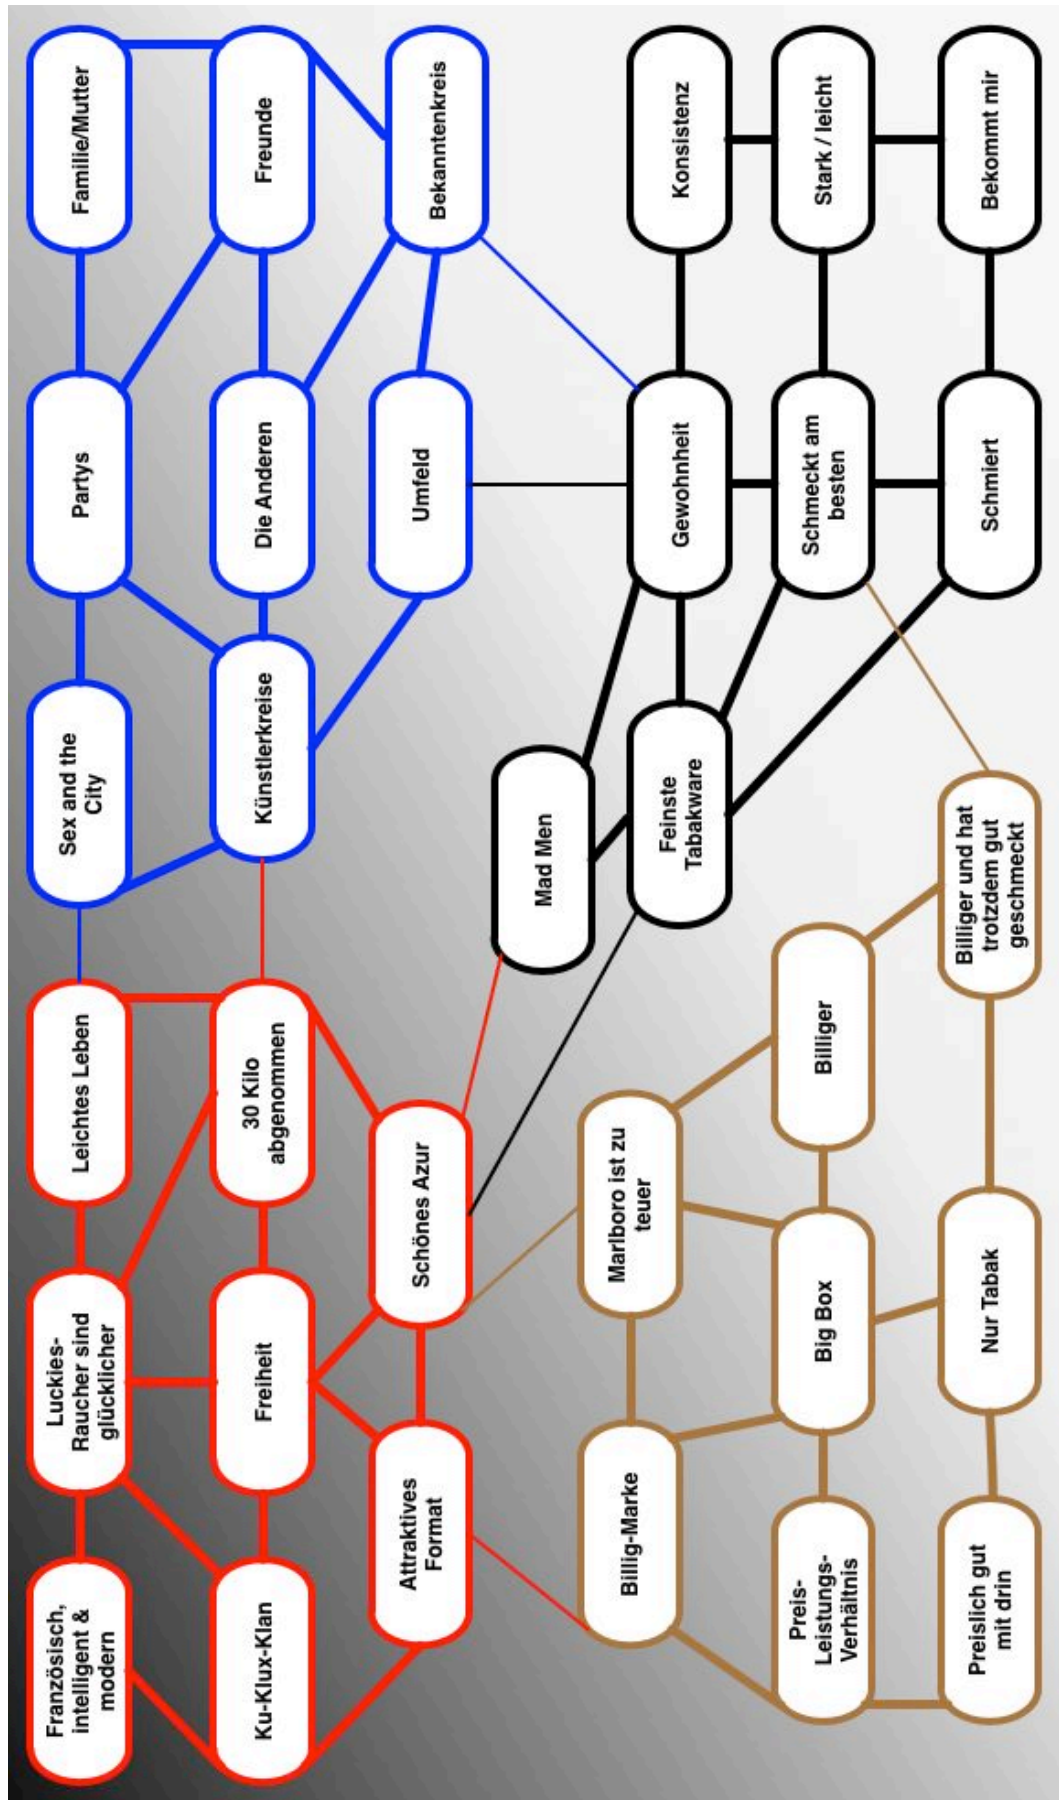 Französisch,
intelligent &
modern
Luckies-
Raucher sind
glücklicher
Leichtes Leben
Sex and the
City
Partys
Familie/Mutter
Ku-Klux-Klan
Freiheit
30 Kilo
abgenommen
Künstlerkreise
Die Anderen
Freunde
Attraktives
Format
Schönes Azur
Umfeld
Bekanntenkreis
Mad Men
Billig-Marke
Marlboro ist zu
teuer
Feinste
Tabakware
Gewohnheit
Konsistenz
Preis-
Leistungs-
Verhältnis
Big Box
Billiger
Schmeckt am
besten
Stark / leicht
Preislich gut
mit drin
Nur Tabak
Billiger und hat
trotzdem gut
geschmeckt
Schmiert
Bekommt mir